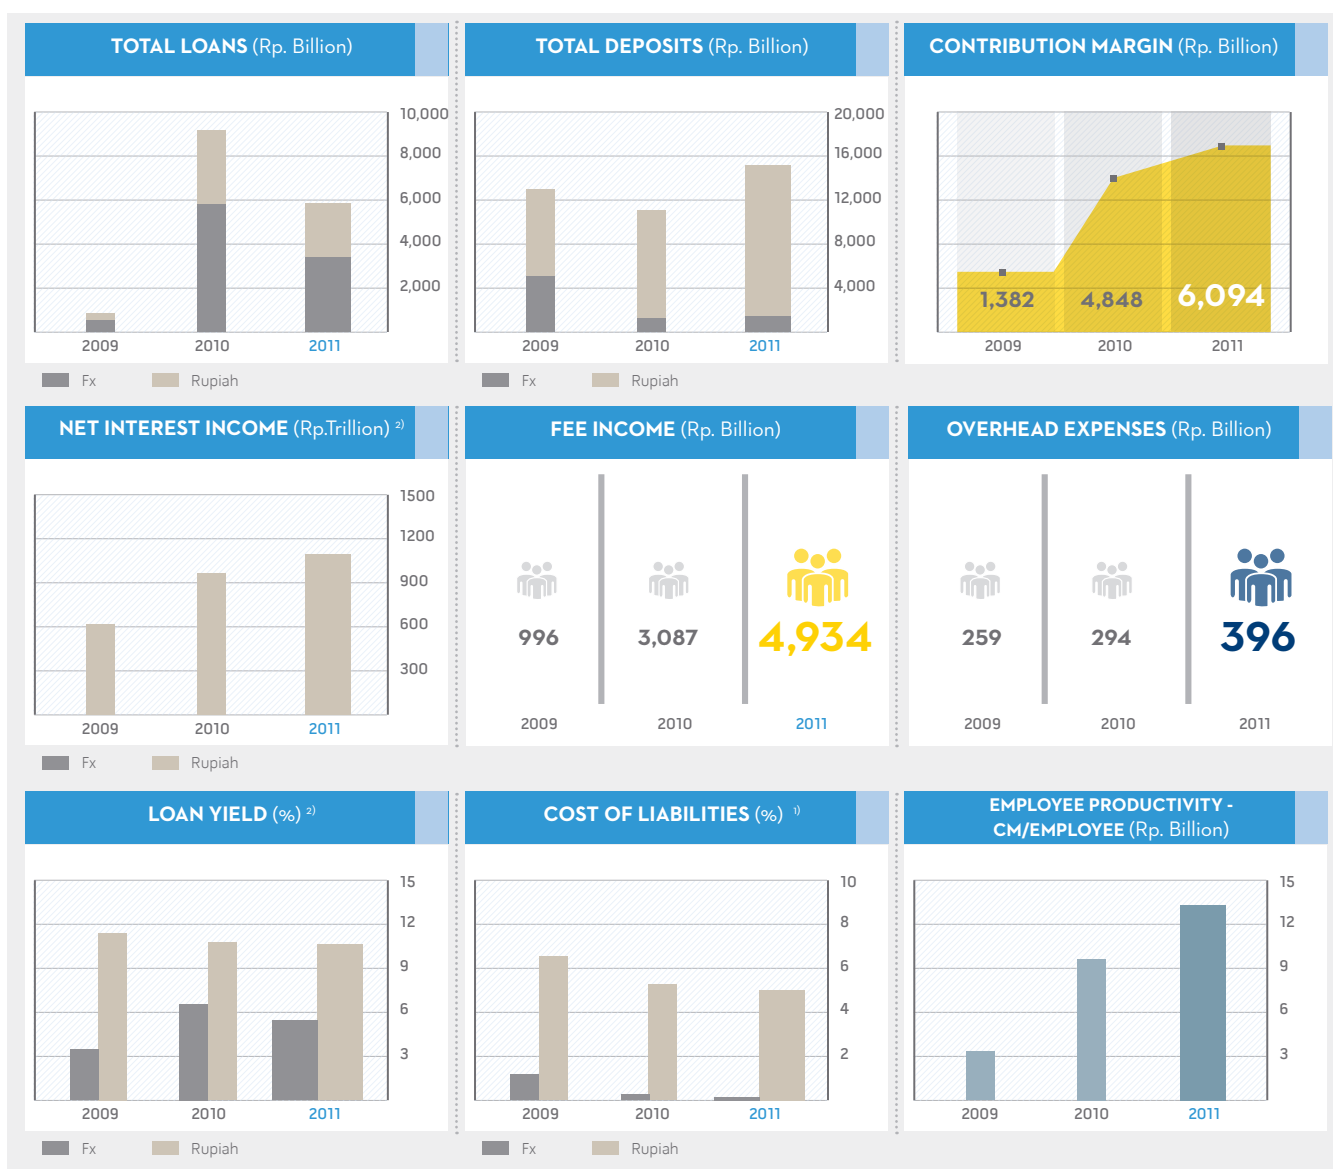 TOTAL LOANS (Rp. Billion)
10,000
8,000
6,000
4,000
2,000
2009 2010 2011
Fx Rupiah
TOTAL DEPOSITS (Rp. Billion)
20,000
16,000
12,000
8,000
4,000
2009 2010 2011
Fx Rupiah
CONTRIBUTION MARGIN (Rp. Billion)
1,382 4,848 6,094
2009 2010 2011
NET INTEREST INCOME (Rp.Trillion) 2)
1500
1200
900
600
300
2009 2010 2011
Fx Rupiah
FEE INCOME (Rp. Billion)
996 3,087 4,934
2009 2010 2011
OVERHEAD EXPENSES (Rp. Billion)
259 294 396
2009 2010 2011
LOAN YIELD (%) 2)
15
12
9
6
3
2009 2010 2011
Fx Rupiah
COST OF LIABILITIES (%) 1)
10
8
6
4
2
2009 2010 2011
Fx Rupiah
EMPLOYEE PRODUCTIVITY -
CM/EMPLOYEE (Rp. Billion)
15
12
9
6
3
2009 2010 2011